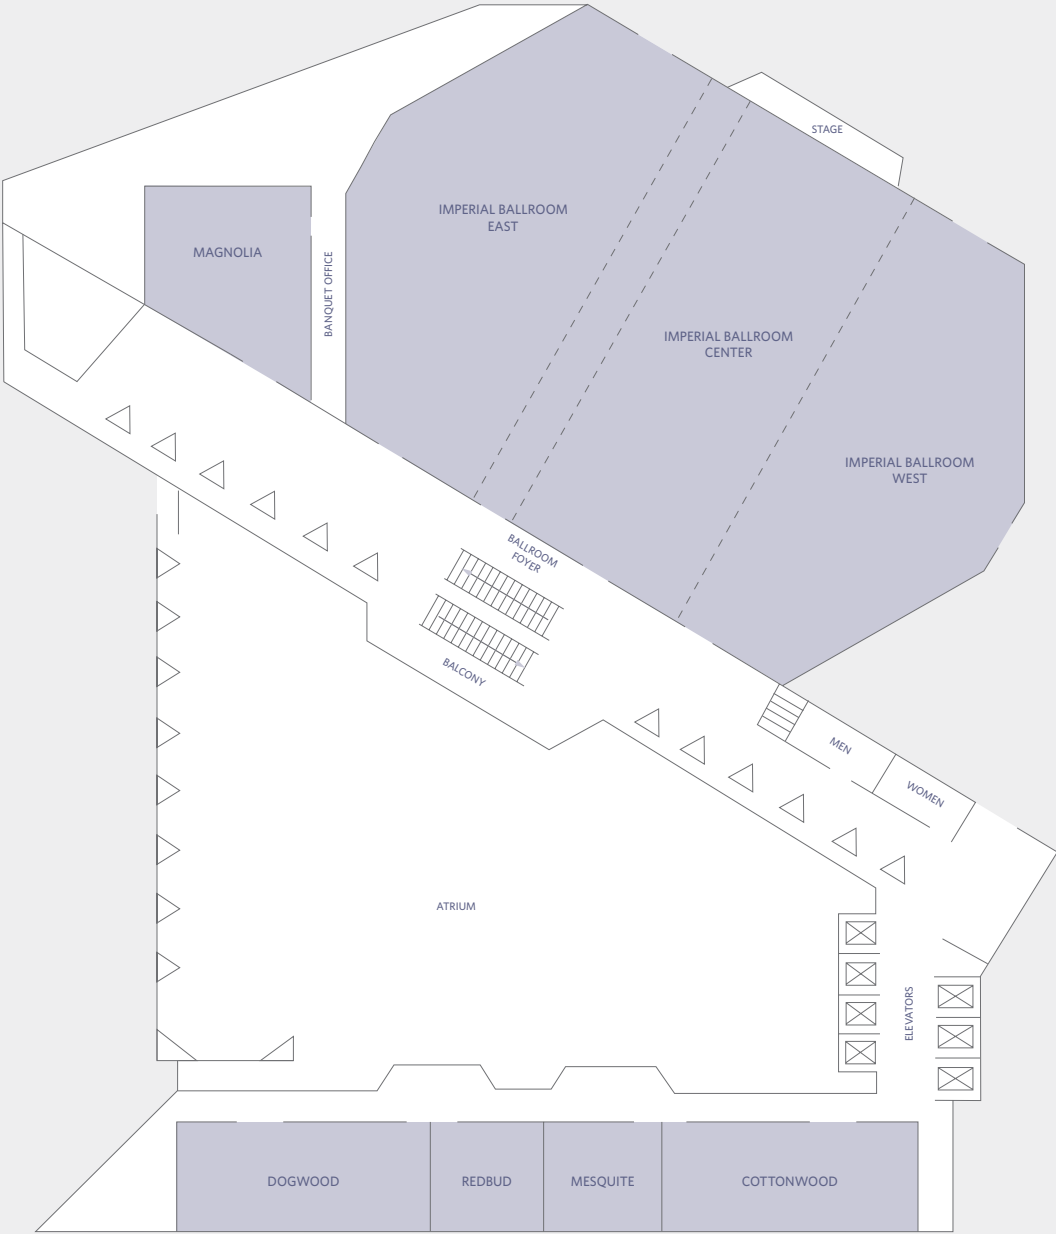 STAGE
IMPERIAL BALLROOM
EAST
MAGNOLIA
BANQUET OFFICE
IMPERIAL BALLROOM
CENTER
IMPERIAL BALLROOM
WEST
BALLROOM
FOYER
BALCONY
MEN
WOMEN
ATRIUM
ELEVATORS
DOGWOOD
REDBUD
MESQUITE
COTTONWOOD